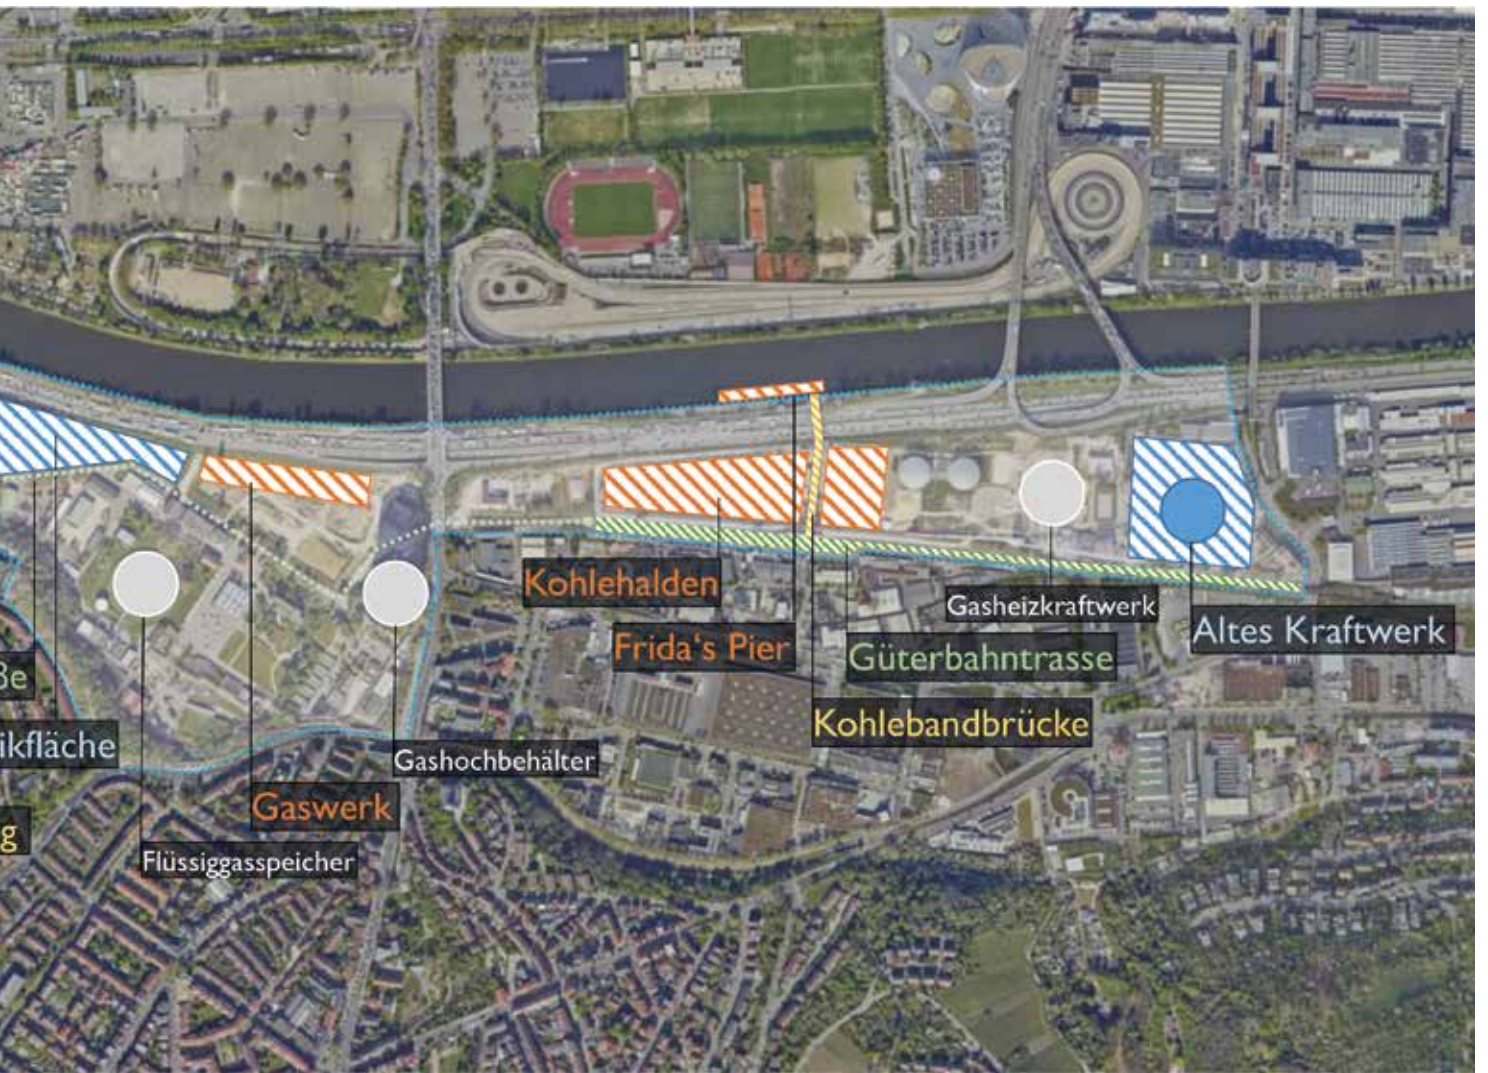 Kohlehalden
Gasheizkraftwerk
Altes Kraftwerk
Frida‘s Pier
Güterbahntrasse
ße
Kohlebandbrücke
ikfläche
Gashochbehälter
Gaswerk
g
Flüssiggasspeicher